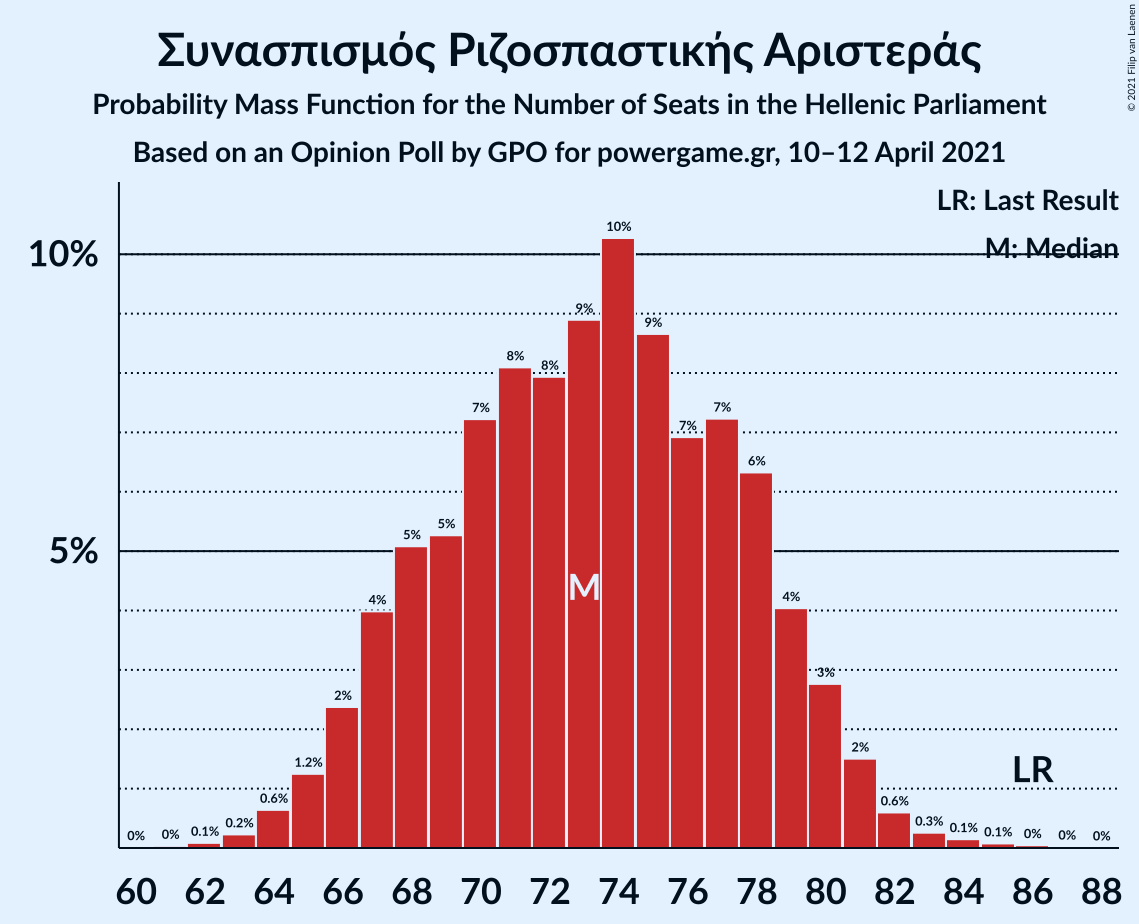 Συνασπισμός Ριζοσπαστικής Αριστεράς
Probability Mass Function for the Number of Seats in the Hellenic Parliament
Based on an Opinion Poll by GPO for powergame.gr, 10–12 April 2021
© 2021 Filip van Laenen
LR: Last Result
M: Median
10%
5%
0% 0% 0.1% 0.2% 0.6% 1.2% 2% 4% 5% 5% 7% 8% 8% 9% 10% 9% 7% 7% 6% 4% 3% 2% 0.6% 0.3% 0.1% 0.1% 0% 0% 0%
M
LR
60 62 64 66 68 70 72 74 76 78 80 82 84 86 88